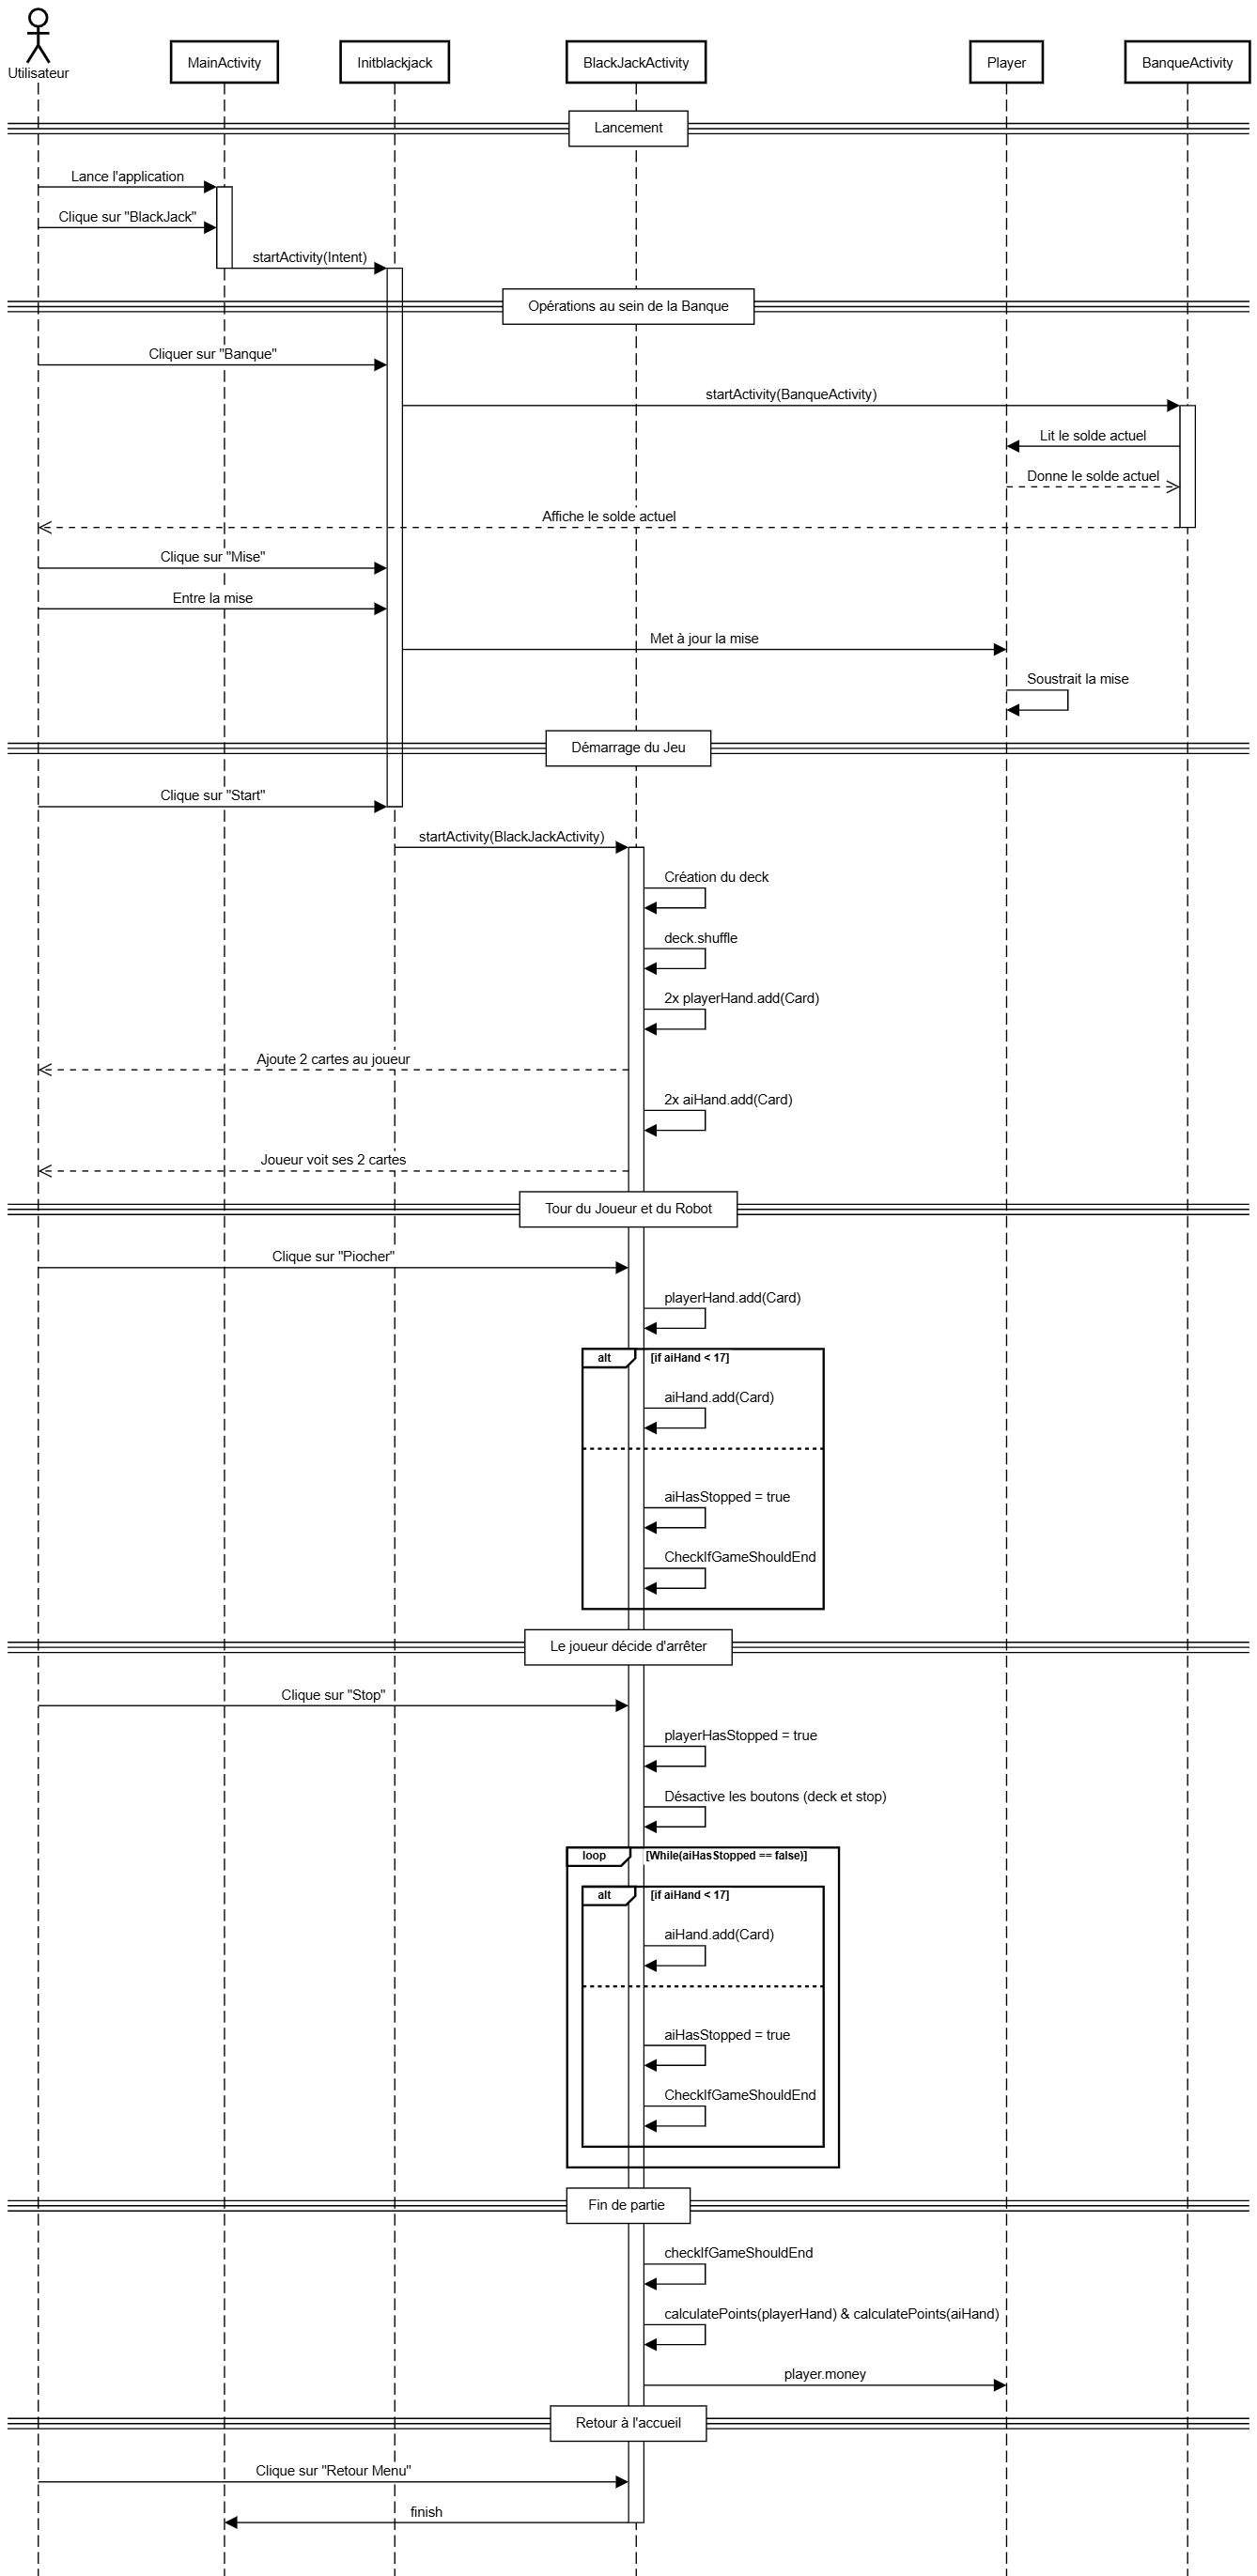 Utilisateur
MainActivity
Initblackjack
BlackJackActivity
Player
BanqueActivity
Lancement
Lance l'application
Clique sur "BlackJack"
startActivity(Intent)
Opérations au sein de la Banque
Cliquer sur "Banque"
startActivity(BanqueActivity)
Lit le solde actuel
Donne le solde actuel
Affiche le solde actuel
Clique sur "Mise"
Entre la mise
Met à jour la mise
Soustrait la mise
Démarrage du Jeu
Clique sur "Start"
startActivity(BlackJackActivity)
Création du deck
deck.shuffle
2x playerHand.add(Card)
Ajoute 2 cartes au joueur
2x aiHand.add(Card)
Joueur voit ses 2 cartes
Tour du Joueur et du Robot
Clique sur "Piocher"
playerHand.add(Card)
alt [if aiHand < 17]
aiHand.add(Card)
aiHasStopped = true
CheckIfGameShouldEnd
Le joueur décide d'arrêter
Clique sur "Stop"
playerHasStopped = true
Désactive les boutons (deck et stop)
loop [While(aiHasStopped == false)]
alt [if aiHand < 17]
aiHand.add(Card)
aiHasStopped = true
CheckIfGameShouldEnd
Fin de partie
checkIfGameShouldEnd
calculatePoints(playerHand) & calculatePoints(aiHand)
player.money
Retour à l'accueil
Clique sur "Retour Menu"
finish